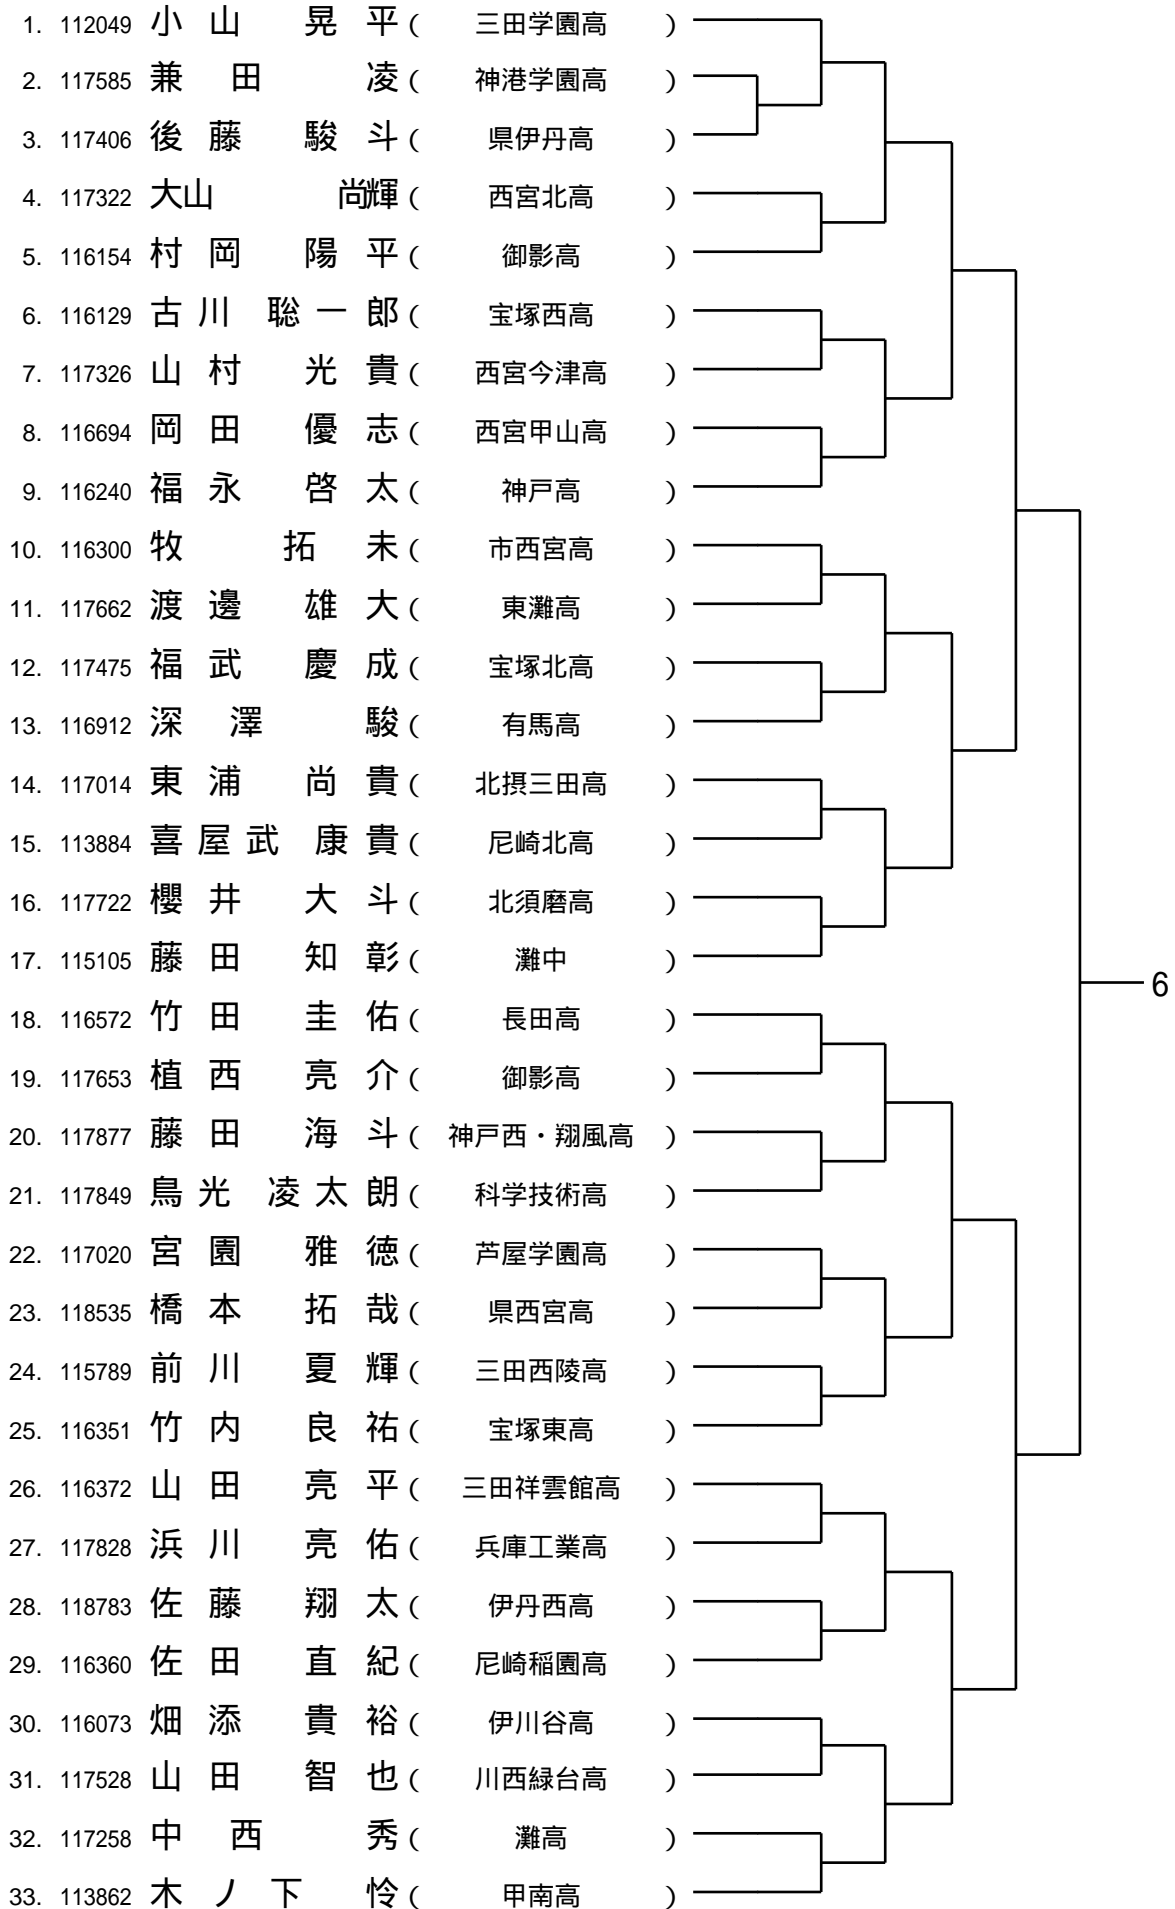 1. 112049 小山 晃平 ( 三田学園高 )
2. 117585 兼田 凌 ( 神港学園高 )
3. 117406 後藤 駿斗 ( 県伊丹高 )
4. 117322 大山 尚輝 ( 西宮北高 )
5. 116154 村岡 陽平 ( 御影高 )
6. 116129 古川 聡一郎 ( 宝塚西高 )
7. 117326 山村 光貴 ( 西宮今津高 )
8. 116694 岡田 優志 ( 西宮甲山高 )
9. 116240 福永 啓太 ( 神戸高 )
10. 116300 牧 拓未 ( 市西宮高 )
11. 117662 渡邊 雄大 ( 東灘高 )
12. 117475 福武 慶成 ( 宝塚北高 )
13. 116912 深澤 駿 ( 有馬高 )
14. 117014 東浦 尚貴 ( 北摂三田高 )
15. 113884 喜屋武 康貴 ( 尼崎北高 )
16. 117722 櫻井 大斗 ( 北須磨高 )
17. 115105 藤田 知彰 ( 灘中 )
6
18. 116572 竹田 圭佑 ( 長田高 )
19. 117653 植西 亮介 ( 御影高 )
20. 117877 藤田 海斗 ( 神戸西・翔風高 )
21. 117849 鳥光 凌太朗 ( 科学技術高 )
22. 117020 宮園 雅徳 ( 芦屋学園高 )
23. 118535 橋本 拓哉 ( 県西宮高 )
24. 115789 前川 夏輝 ( 三田西陵高 )
25. 116351 竹内 良祐 ( 宝塚東高 )
26. 116372 山田 亮平 ( 三田祥雲館高 )
27. 117828 浜川 亮佑 ( 兵庫工業高 )
28. 118783 佐藤 翔太 ( 伊丹西高 )
29. 116360 佐田 直紀 ( 尼崎稲園高 )
30. 116073 畑添 貴裕 ( 伊川谷高 )
31. 117528 山田 智也 ( 川西緑台高 )
32. 117258 中西 秀 ( 灘高 )
33. 113862 木ノ下 怜 ( 甲南高 )